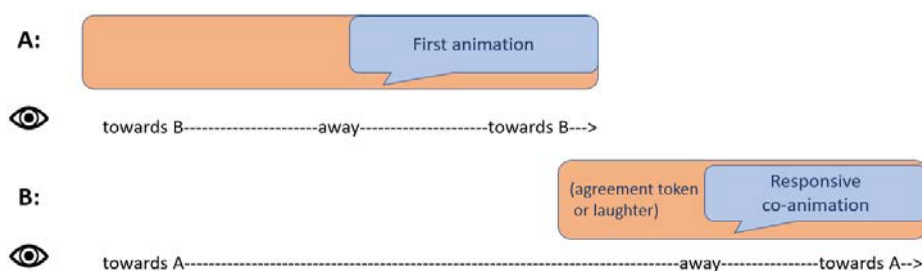 A:
First animation
towards B----------------------away---------------------towards B--->
B:
(agreement token
or laughter)
Responsive
co-animation
towards A----------------------------------------------------------------------------------away----------------towards A-->